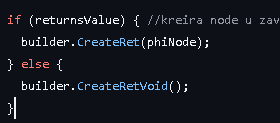 if (returnsValue) { //kreira node u zav
builder.CreateRet(phiNode);
} else {
builder.CreateRetVoid();
}